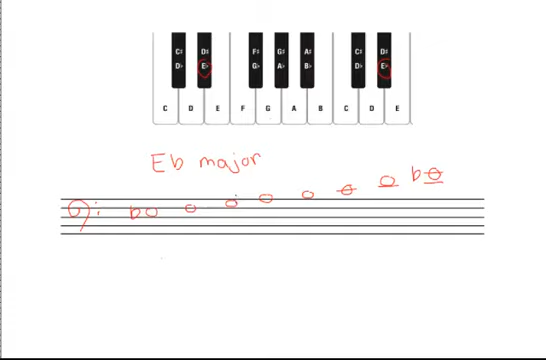 C♯ D♯ F♯ G♯ A♯ C♯ D♯
D♭ E♭ G♭ A♭ B♭ D♭ E♭
C D E F G A B C D E
Eb major
b b